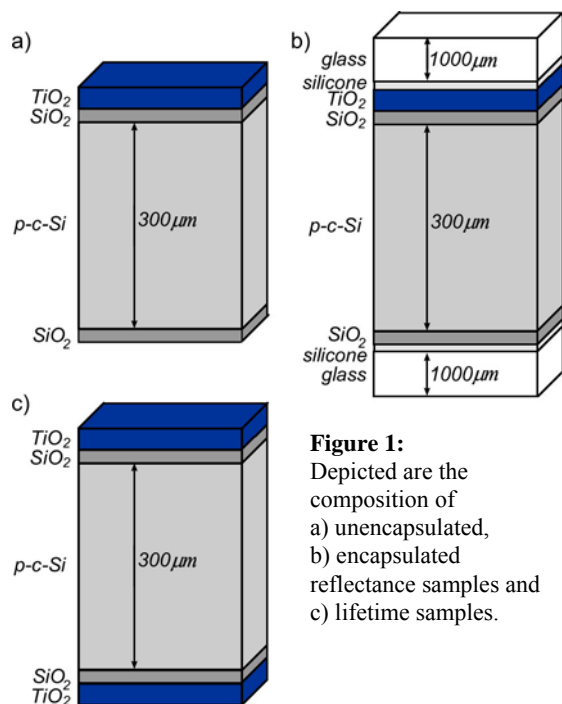 a)
TiO₂
SiO₂
p-c-Si
300μm
SiO₂
b)
glass
1000μm
silicone
TiO₂
SiO₂
p-c-Si
300μm
SiO₂
silicone
glass
1000μm
c)
TiO₂
SiO₂
p-c-Si
300μm
SiO₂
TiO₂
Figure 1:
Depicted are the
composition of
a) unencapsulated,
b) encapsulated
reflectance samples and
c) lifetime samples.